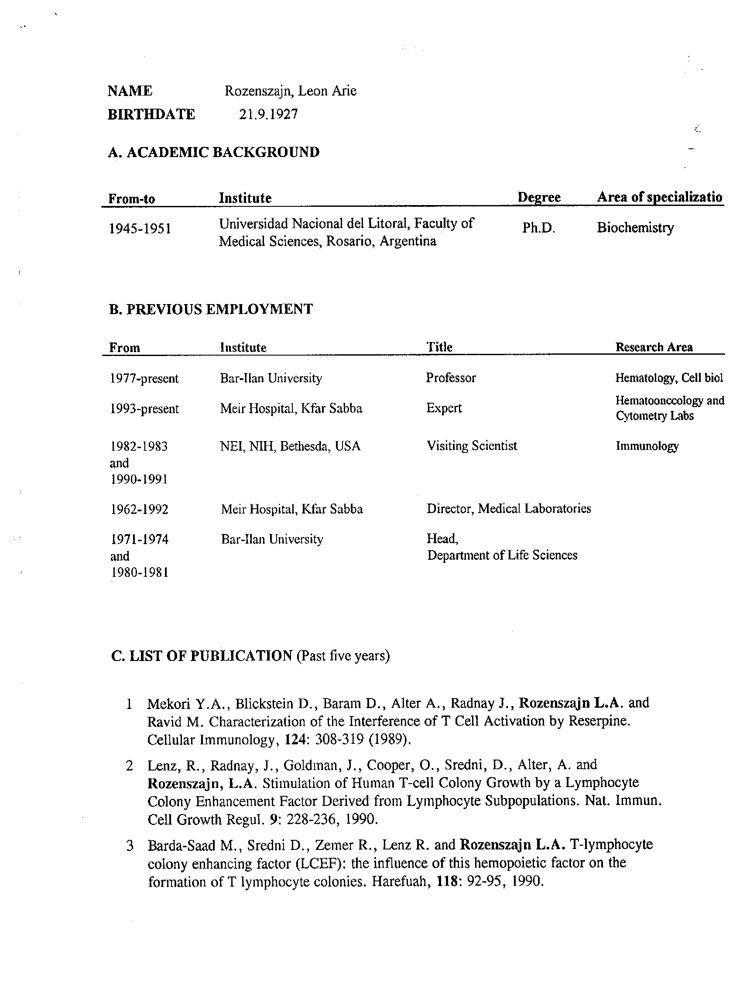 NAME Rozenszajn, Leon Arie
BIRTHDATE 21.9.1927
A. ACADEMIC BACKGROUND
From-to Institute Degree Area of specializatio
1945-1951 Universidad Nacional del Litoral, Faculty of Ph.D. Biochemistry
Medical Sciences, Rosario, Argentina
B. PREVIOUS EMPLOYMENT
From Institute Title Research Area
1977-present Bar-Ilan University Professor Hematology, Cell biol
1993-present Meir Hospital, Kfar Sabba Expert Hematoonccology and
Cytometry Labs
1982-1983 NEI, NIH, Bethesda, USA Visiting Scientist Immunology
and
1990-1991
1962-1992 Meir Hospital, Kfar Sabba Director, Medical Laboratories
1971-1974 Bar-Ilan University Head,
and Department of Life Sciences
1980-1981
C. LIST OF PUBLICATION (Past five years)
1 Mekori Y.A., Blickstein D., Baram D., Alter A., Radnay J., Rozenszajn L.A. and
Ravid M. Characterization of the Interference of T Cell Activation by Reserpine.
Cellular Immunology, 124: 308-319 (1989).
2 Lenz, R., Radnay, J., Goldman, J., Cooper, O., Sredni, D., Alter, A. and
Rozenszajn, L.A. Stimulation of Human T-cell Colony Growth by a Lymphocyte
Colony Enhancement Factor Derived from Lymphocyte Subpopulations. Nat. Immun.
Cell Growth Regul. 9: 228-236, 1990.
3 Barda-Saad M., Sredni D., Zemer R., Lenz R. and Rozenszajn L.A. T-lymphocyte
colony enhancing factor (LCEF): the influence of this hemopoietic factor on the
formation of T lymphocyte colonies. Harefuah, 118: 92-95, 1990.